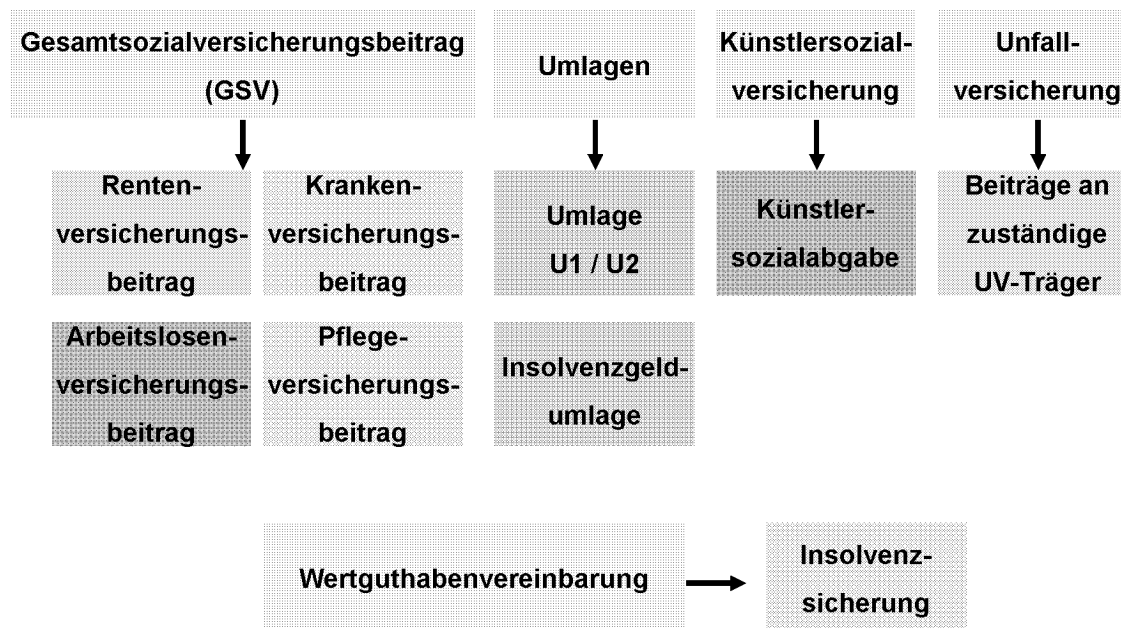 Gesamtsozialversicherungsbeitrag
(GSV)
Umlagen
Künstlersozial-
versicherung
Unfall-
versicherung
Renten-
versicherungs-
beitrag
Kranken-
versicherungs-
beitrag
Umlage
U1 / U2
Künstler-
sozialabgabe
Beiträge an
zuständige
UV-Träger
Arbeitslosen-
versicherungs-
beitrag
Pflege-
versicherungs-
beitrag
Insolvenzgeld-
umlage
Wertguthabenvereinbarung
Insolvenz-
sicherung